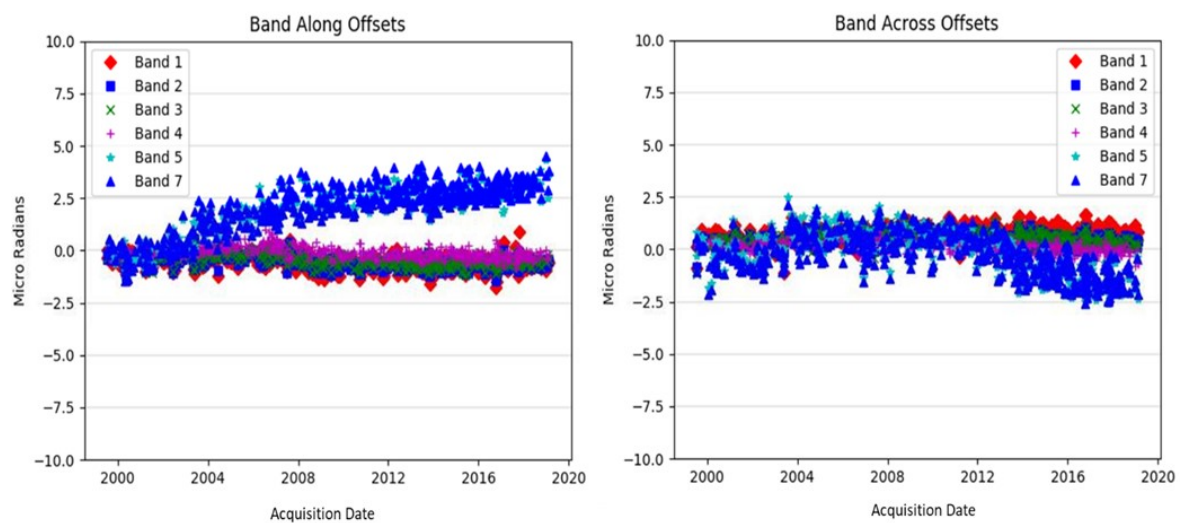 Band Along Offsets
10.0
7.5
5.0
2.5
0.0
−2.5
−5.0
−7.5
−10.0
Micro Radians
Band 1
Band 2
Band 3
Band 4
Band 5
Band 7
2000 2004 2008 2012 2016 2020
Acquisition Date
Band Across Offsets
10.0
7.5
5.0
2.5
0.0
−2.5
−5.0
−7.5
−10.0
Micro Radians
Band 1
Band 2
Band 3
Band 4
Band 5
Band 7
2000 2004 2008 2012 2016 2020
Acquisition Date